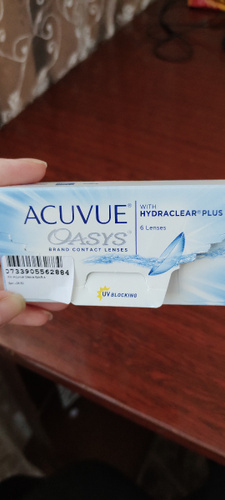 ACUVUE®
OASYS®
BRAND CONTACT LENSES
WITH
HYDRACLEAR® PLUS
6 Lenses
0733905562884
UV BLOCKING